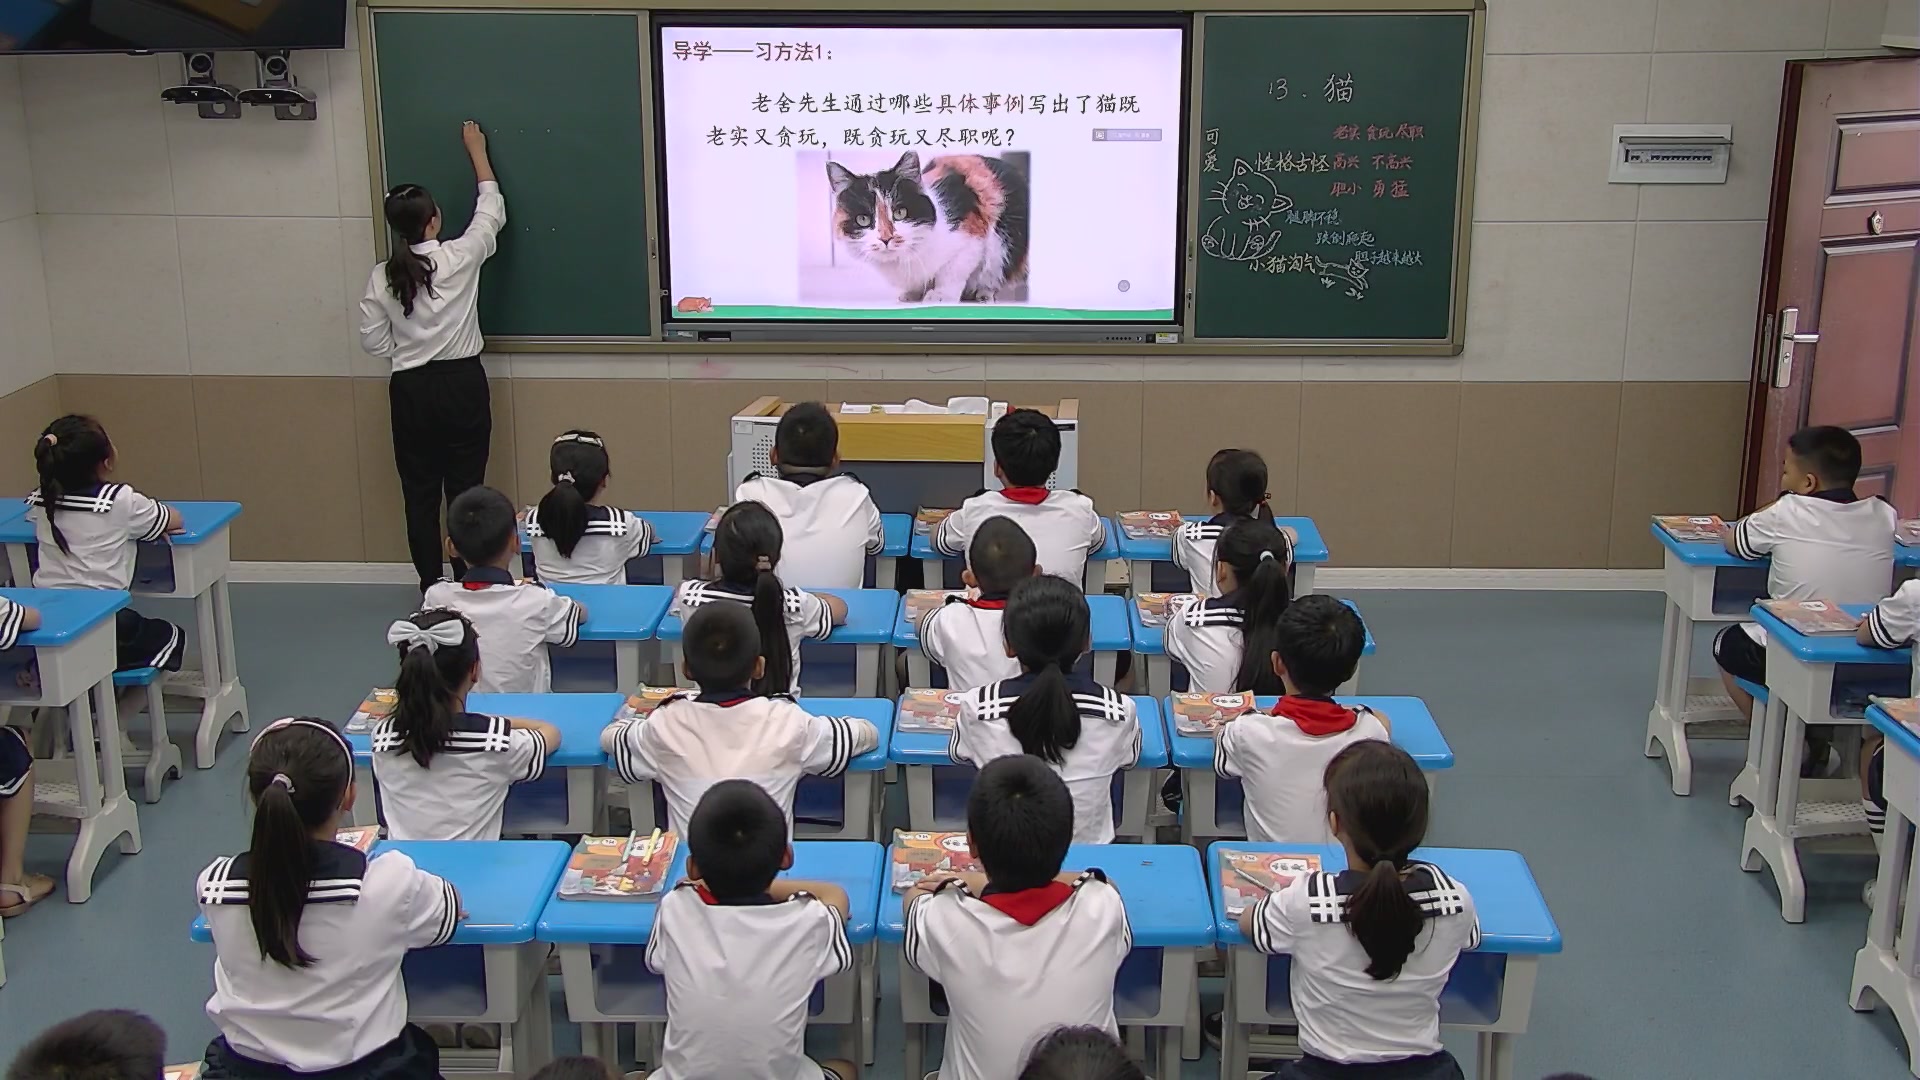 导学——习方法1：
老舍先生通过哪些具体事例写出了猫既
老实又贪玩，既贪玩又尽职呢？
13．猫
可爱
性格古怪
老实 贪玩 尽职
高兴 不高兴
胆小 勇猛
腿脚不稳
跌倒爬起
胆子越来越大
小猫淘气